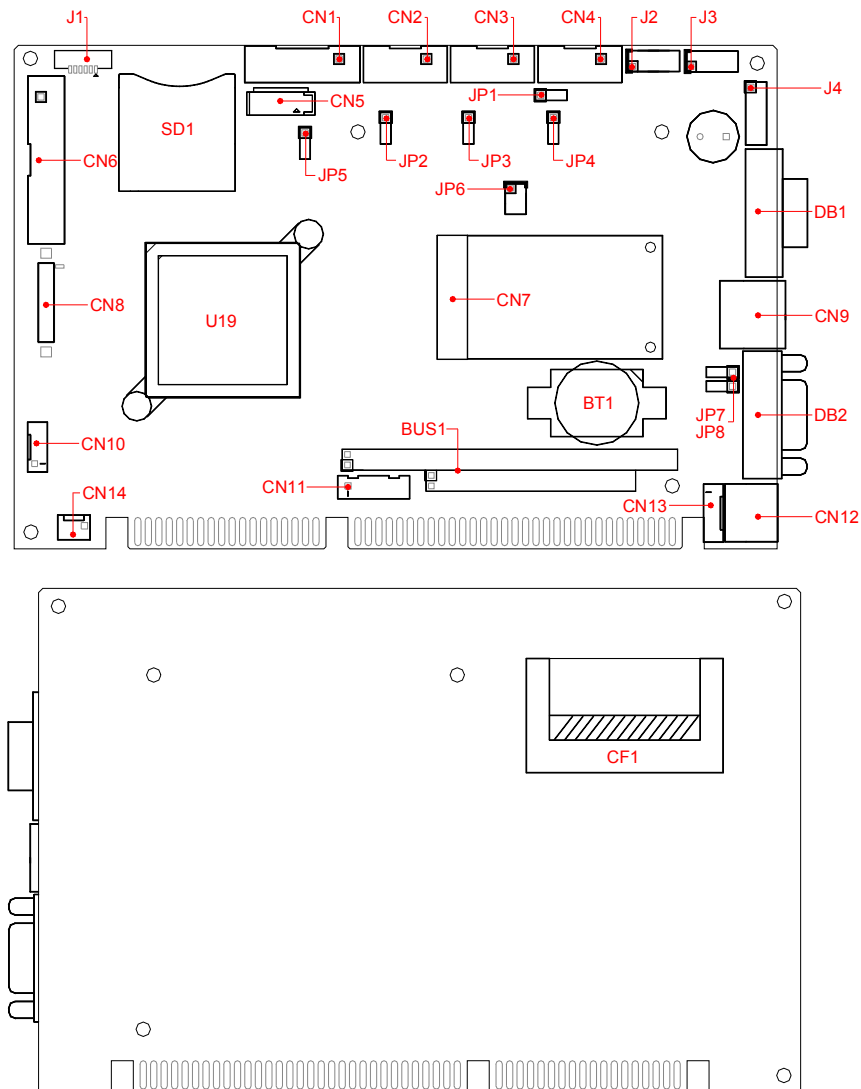 J1 CN1 CN2 CN3 CN4 J2 J3
JP1 J4
CN5
SD1
CN6 JP5 JP2 JP3 JP4
JP6
DB1
CN8 CN7 CN9
U19
BT1
JP7
JP8 DB2
BUS1
CN10
CN11
CN14 CN13
CN12
CF1